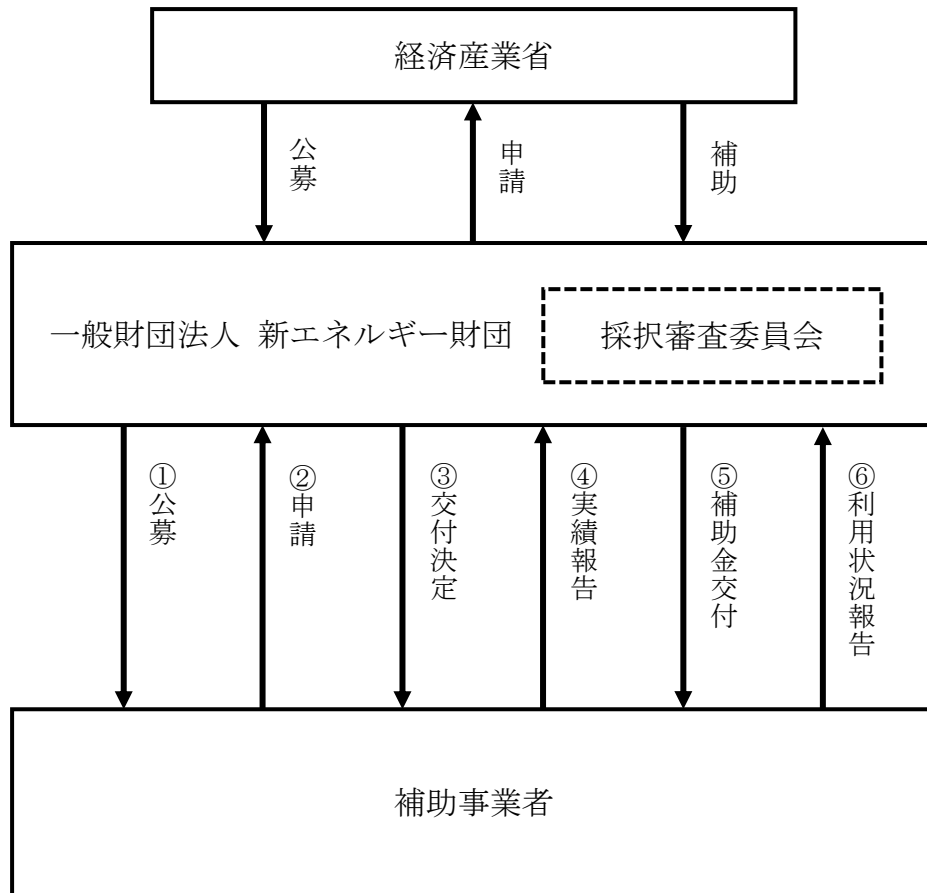 経済産業省
公募
申請
補助
一般財団法人 新エネルギー財団
採択審査委員会
①公募
②申請
③交付決定
④実績報告
⑤補助金交付
⑥利用状況報告
補助事業者